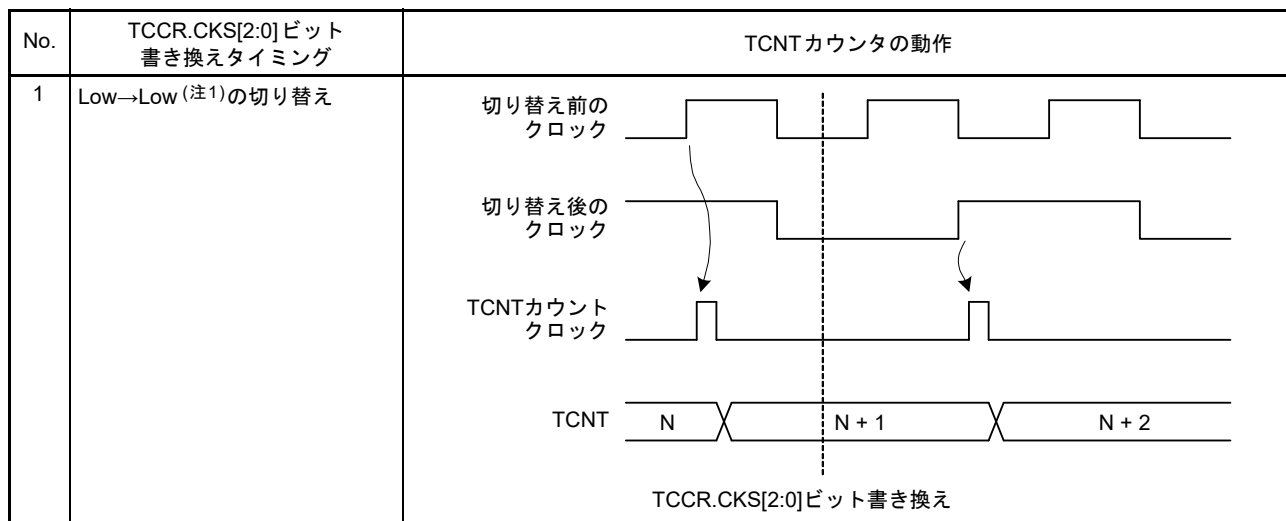 No.
TCCR.CKS[2:0]ビット
書き換えタイミング
TCNTカウンタの動作
1
Low→Low(注1)の切り替え
切り替え前の
クロック
切り替え後の
クロック
TCNTカウント
クロック
TCNT
N
N + 1
N + 2
TCCR.CKS[2:0]ビット書き換え